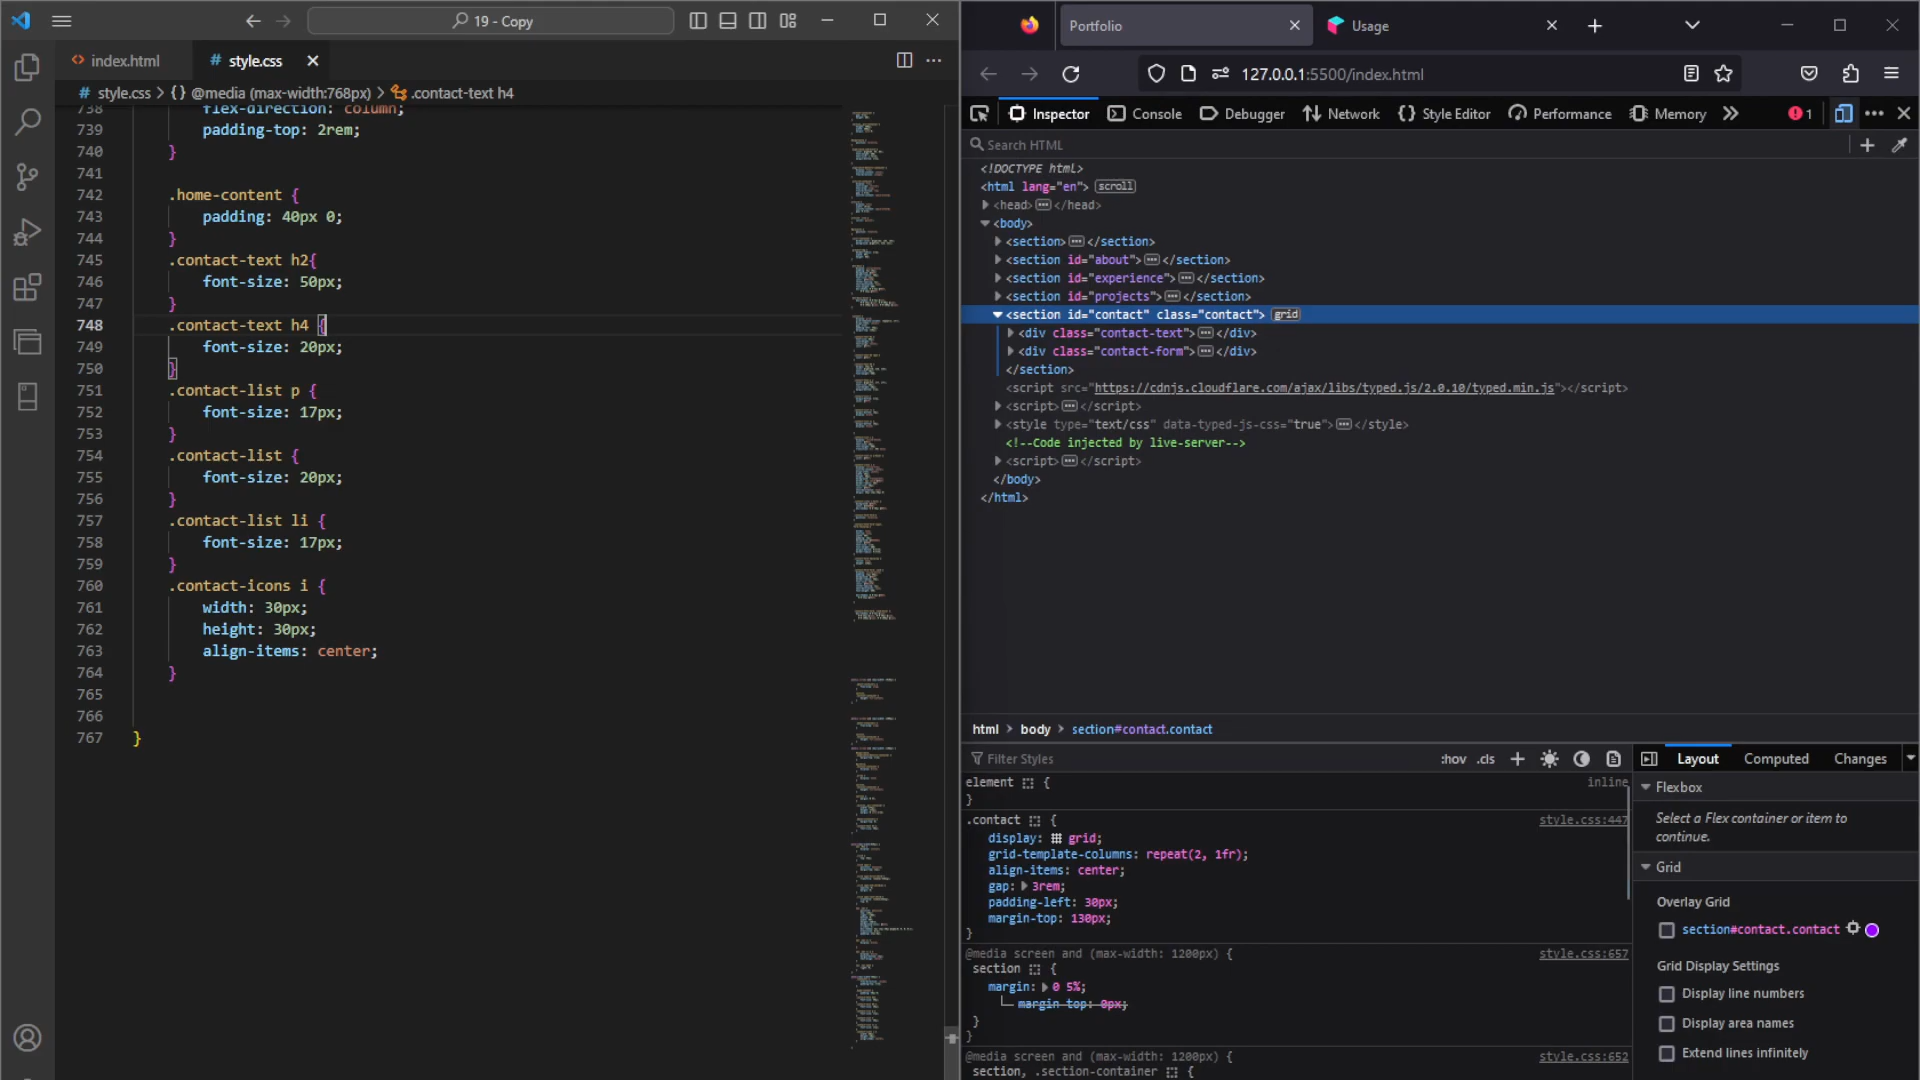 19 - Copy
index.html
style.css
style.css > {} @media (max-width:768px) > .contact-text h4
738 flex-direction: column;
739 padding-top: 2rem;
740 }
741
742 .home-content {
743 padding: 40px 0;
744 }
745 .contact-text h2{
746 font-size: 50px;
747 }
748 .contact-text h4 {
749 font-size: 20px;
750 }
751 .contact-list p {
752 font-size: 17px;
753 }
754 .contact-list {
755 font-size: 20px;
756 }
757 .contact-list li {
758 font-size: 17px;
759 }
760 .contact-icons i {
761 width: 30px;
762 height: 30px;
763 align-items: center;
764 }
765
766
767 }
Portfolio
Usage
127.0.0.1:5500/index.html
Inspector
Console
Debugger
Network
{} Style Editor
Performance
Memory
1
Search HTML
<!DOCTYPE html>
<html lang="en"> scroll
<head>···</head>
<body>
<section>···</section>
<section id="about">···</section>
<section id="experience">···</section>
<section id="projects">···</section>
<section id="contact" class="contact"> grid
<div class="contact-text">···</div>
<div class="contact-form">···</div>
</section>
<script src="https://cdnjs.cloudflare.com/ajax/libs/typed.js/2.0.10/typed.min.js"></script>
<script>···</script>
<style type="text/css" data-typed-js-css="true">···</style>
<!--Code injected by live-server-->
<script>···</script>
</body>
</html>
html > body > section#contact.contact
Filter Styles
:hov .cls
element {
inline
}
.contact {
style.css:447
display: grid;
grid-template-columns: repeat(2, 1fr);
align-items: center;
gap: 3rem;
padding-left: 30px;
margin-top: 130px;
}
@media screen and (max-width: 1200px) {
style.css:657
section {
margin: 0 5%;
margin-top: 0px;
}
}
@media screen and (max-width: 1200px) {
style.css:652
section, .section-container {
Layout
Computed
Changes
Flexbox
Select a Flex container or item to
continue.
Grid
Overlay Grid
section#contact.contact
Grid Display Settings
Display line numbers
Display area names
Extend lines infinitely